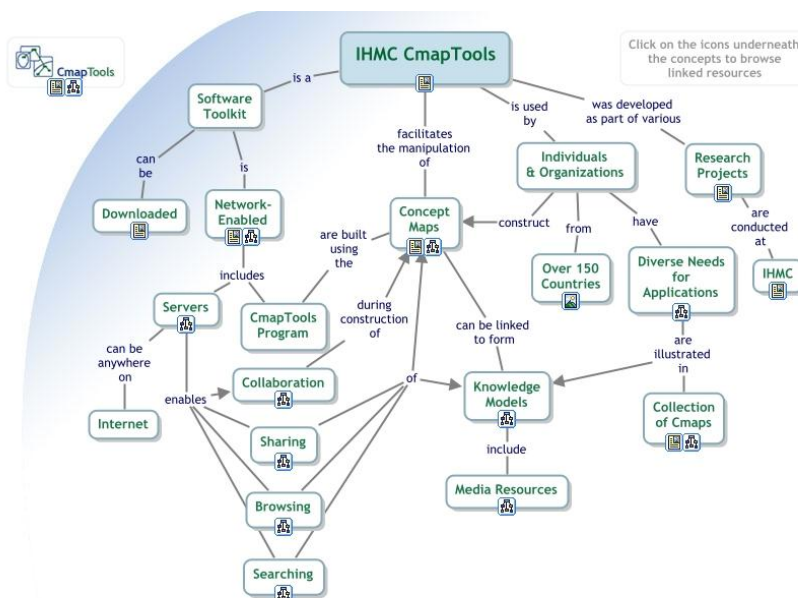 IHMC CmapTools
Click on the icons underneath
the concepts to browse
linked resources
CmapTools
is a
Software
Toolkit
is used
by
was developed
as part of various
facilitates
the manipulation
of
can
be
is
Individuals
& Organizations
Research
Projects
Downloaded
Network-
Enabled
Concept
Maps
construct
from
have
are
conducted
at
are built
using
the
includes
Over 150
Countries
Diverse Needs
for
Applications
IHMC
Servers
CmapTools
Program
during
construction
of
can be linked
to form
can be
anywhere
on
are
illustrated
in
Collaboration
of
Knowledge
Models
enables
Internet
Sharing
Collection
of Cmaps
include
Browsing
Media Resources
Searching